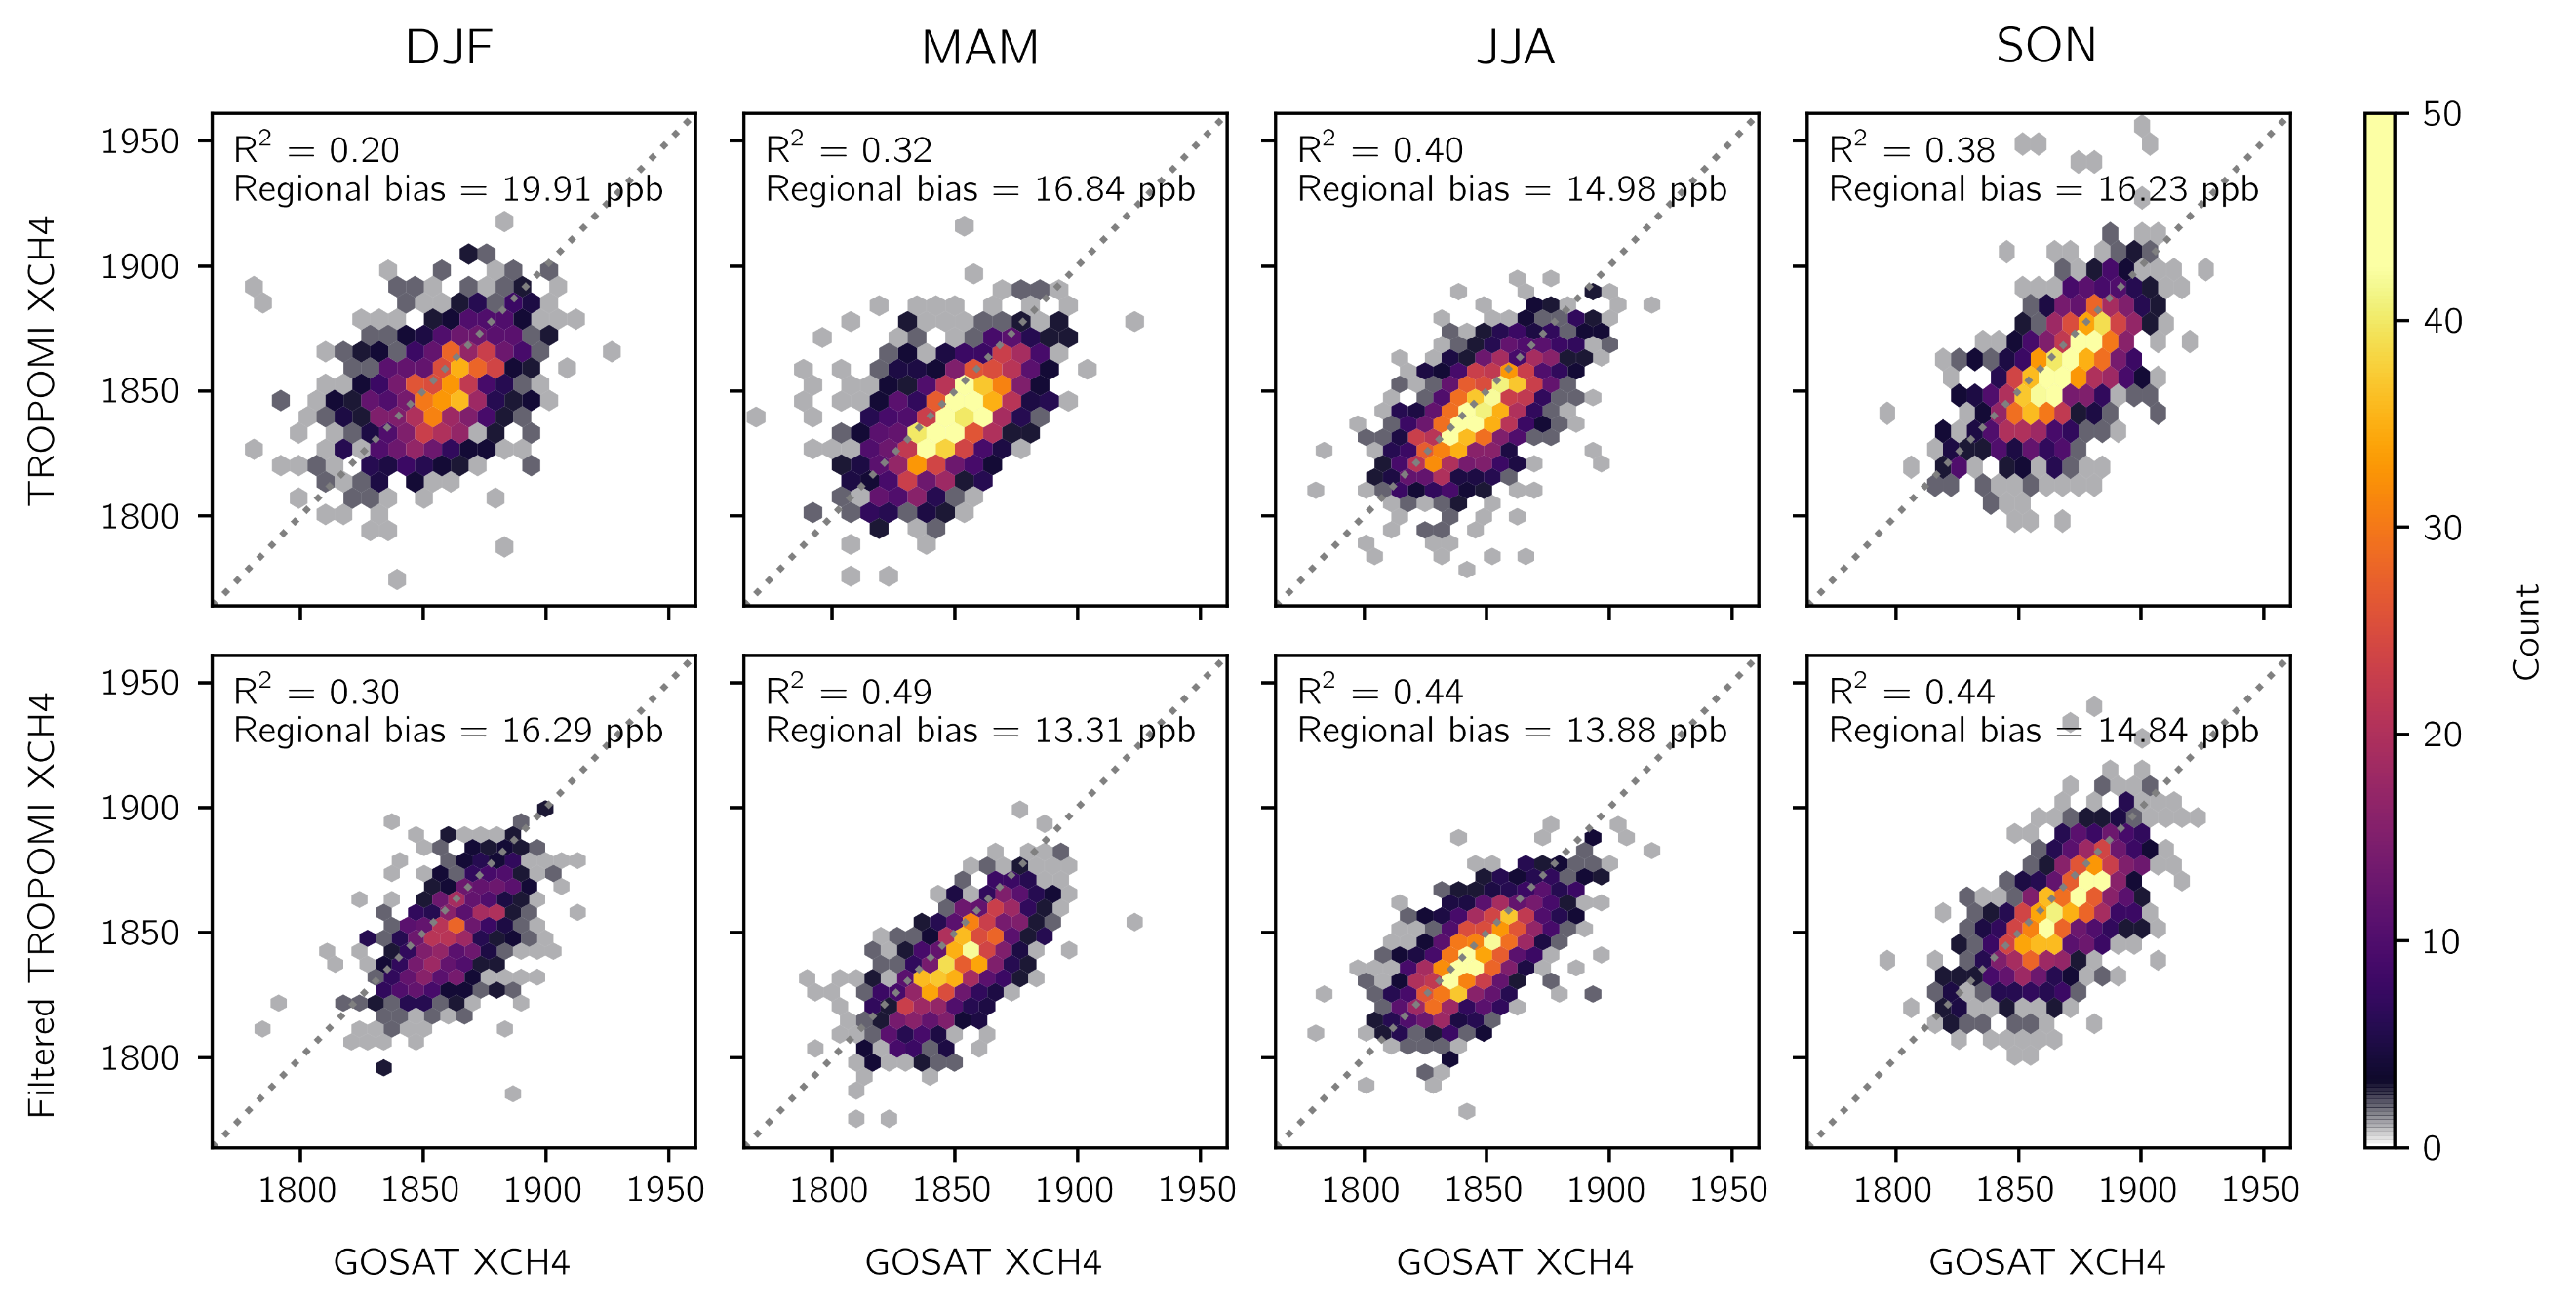 DJF
MAM
JJA
SON
R² = 0.20
Regional bias = 19.91 ppb
R² = 0.32
Regional bias = 16.84 ppb
R² = 0.40
Regional bias = 14.98 ppb
R² = 0.38
Regional bias = 16.23 ppb
1950
1900
1850
1800
TROPOMI XCH4
R² = 0.30
Regional bias = 16.29 ppb
R² = 0.49
Regional bias = 13.31 ppb
R² = 0.44
Regional bias = 13.88 ppb
R² = 0.44
Regional bias = 14.84 ppb
1950
1900
1850
1800
Filtered TROPOMI XCH4
1800 1850 1900 1950
1800 1850 1900 1950
1800 1850 1900 1950
1800 1850 1900 1950
GOSAT XCH4
GOSAT XCH4
GOSAT XCH4
GOSAT XCH4
50
40
30
20
10
0
Count